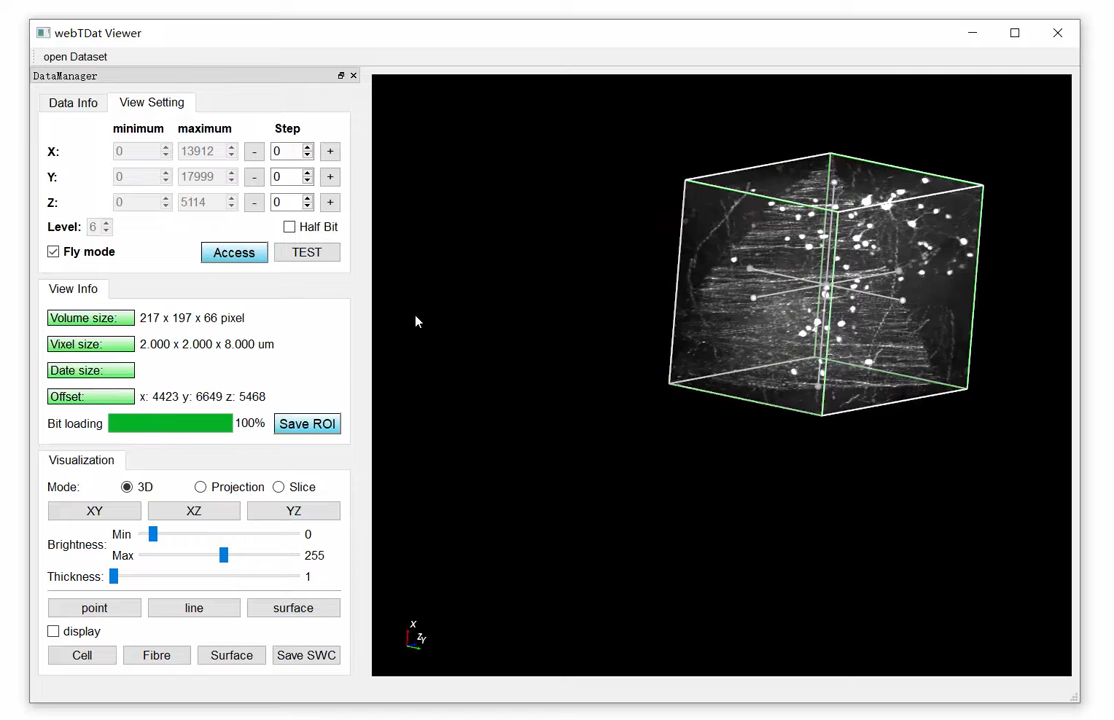 webTDat Viewer
open Dataset
DataManager
Data Info View Setting
minimum maximum Step
X: 0 13912 - 0 +
Y: 0 17999 - 0 +
Z: 0 5114 - 0 +
Level: 6 Half Bit
Fly mode Access TEST
View Info
Volume size: 217 x 197 x 66 pixel
Vixel size: 2.000 x 2.000 x 8.000 um
Date size:
Offset: x: 4423 y: 6649 z: 5468
Bit loading 100% Save ROI
Visualization
Mode: 3D Projection Slice
XY XZ YZ
Brightness: Min 0
Max 255
Thickness: 1
point line surface
display
Cell Fibre Surface Save SWC
X
Z Y